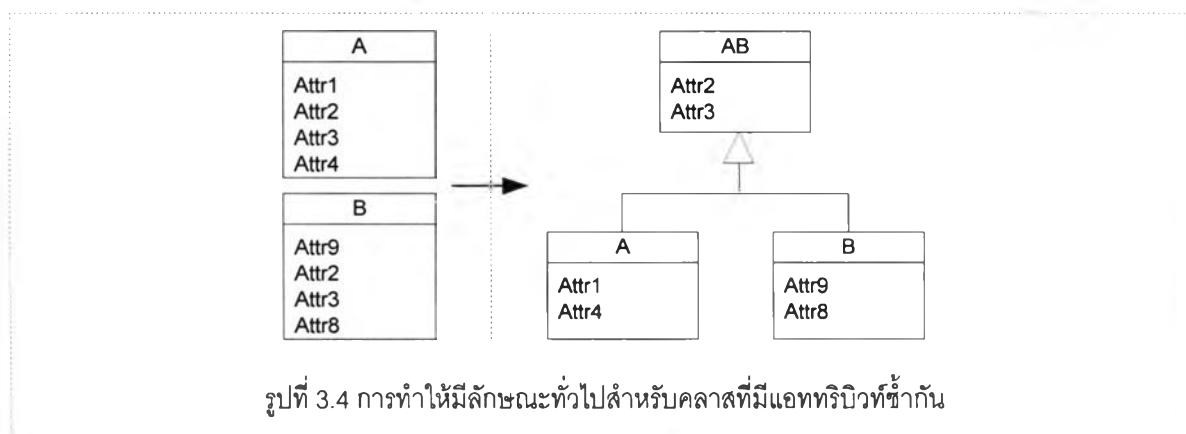 A
Attr1
Attr2
Attr3
Attr4
B
Attr9
Attr2
Attr3
Attr8
AB
Attr2
Attr3
A
Attr1
Attr4
B
Attr9
Attr8
รูปที่ 3.4 การทำให้มีลักษณะทั่วไปสำหรับคลาสที่มีแอททริบิวท์ซ้ำกัน